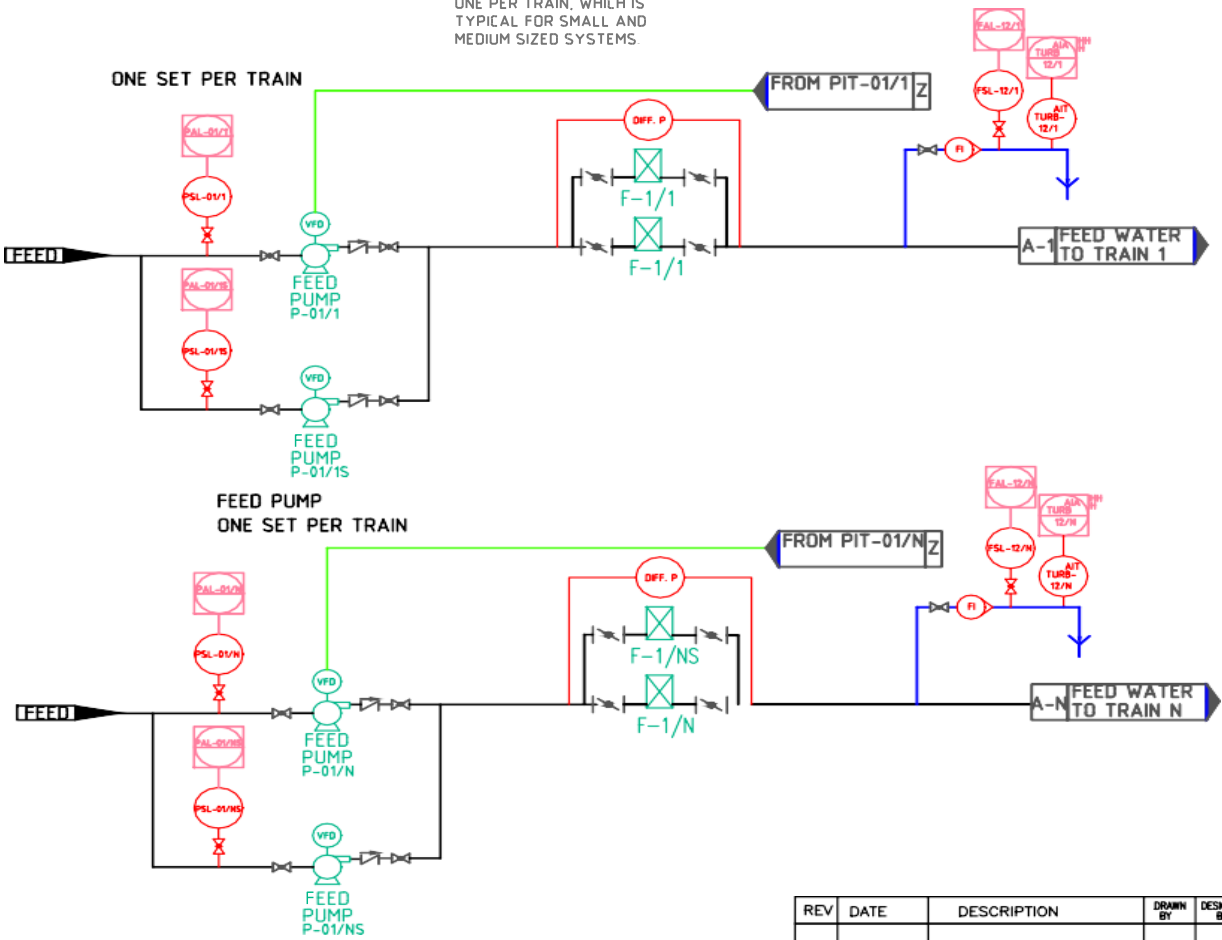 ONE PER TRAIN, WHICH IS
TYPICAL FOR SMALL AND
MEDIUM SIZED SYSTEMS.
ONE SET PER TRAIN
FROM PIT-01/1
Z
FAL-12/1
AIA
TURB
12/1
HH
H
FSL-12/1
AIT
TURB-
12/1
FI
PAL-01/1
PSL-01/1
DIFF. P
F-1/1
F-1/1
VFD
FEED
FEED
PUMP
P-01/1
A-1
FEED WATER
TO TRAIN 1
PAL-01/1S
PSL-01/1S
VFD
FEED
PUMP
P-01/1S
FEED PUMP
ONE SET PER TRAIN
FROM PIT-01/N
Z
FAL-12/N
AIA
TURB
12/N
HH
H
FSL-12/N
AIT
TURB-
12/N
FI
PAL-01/N
PSL-01/N
DIFF. P
F-1/NS
F-1/N
VFD
FEED
FEED
PUMP
P-01/N
A-N
FEED WATER
TO TRAIN N
PAL-01/NS
PSL-01/NS
VFD
FEED
PUMP
P-01/NS
REV
DATE
DESCRIPTION
DRAWN
BY